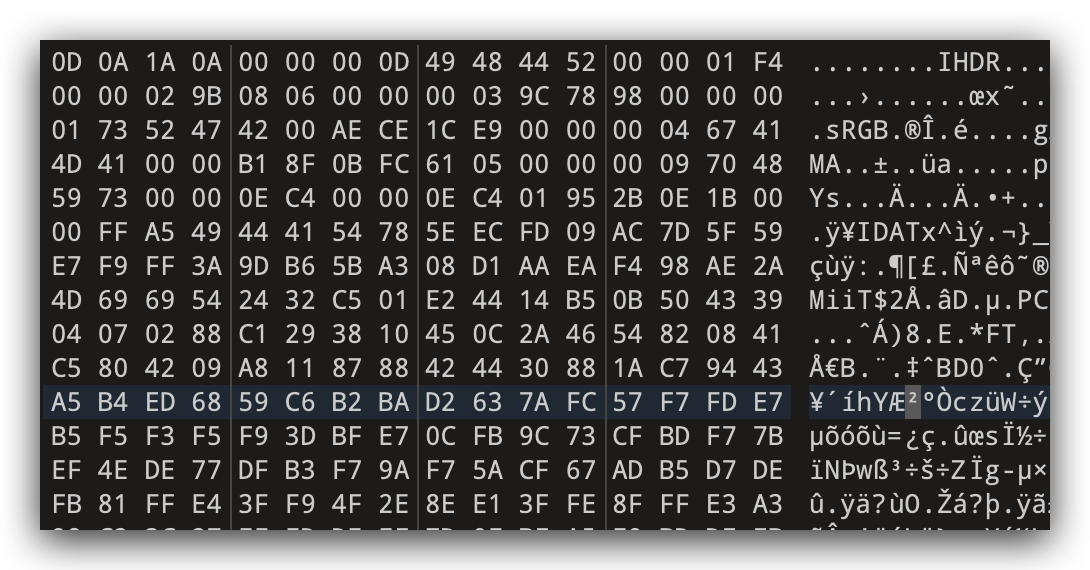 0D 0A 1A 0A 00 00 00 0D 49 48 44 52 00 00 01 F4 ........IHDR...
00 00 02 9B 08 06 00 00 00 03 9C 78 98 00 00 00 ...›......œx˜..
01 73 52 47 42 00 AE CE 1C E9 00 00 00 04 67 41 .sRGB.®Î.é....g
4D 41 00 00 B1 8F 0B FC 61 05 00 00 00 09 70 48 MA..±..üa.....p
59 73 00 00 0E C4 00 00 0E C4 01 95 2B 0E 1B 00 Ys...Ä...Ä.•+..
00 FF A5 49 44 41 54 78 5E EC FD 09 AC 7D 5F 59 .ÿ¥IDATx^ìý.¬}_
E7 F9 FF 3A 9D B6 5B A3 08 D1 AA EA F4 98 AE 2A çùÿ:.¶[£.Ñªêô˜®
4D 69 69 54 24 32 C5 01 E2 44 14 B5 0B 50 43 39 MiiT$2Å.âD.µ.PC
04 07 02 88 C1 29 38 10 45 0C 2A 46 54 82 08 41 ...ˆÁ)8.E.*FT‚.
C5 80 42 09 A8 11 87 88 42 44 30 88 1A C7 94 43 Å€B.¨.‡ˆBD0ˆ.Ç”
A5 B4 ED 68 59 C6 B2 BA D2 63 7A FC 57 F7 FD E7 ¥´íhYÆ²ºÒczüW÷ý
B5 F5 F3 F5 F9 3D BF E7 0C FB 9C 73 CF BD F7 7B µõóõù=¿ç.ûœsÏ½÷
EF 4E DE 77 DF B3 F7 9A F7 5A CF 67 AD B5 D7 DE ïNÞwß³÷š÷ZÏg-µ×
FB 81 FF E4 3F F9 4F 2E 8E E1 3F FE 8F FF E3 A3 û.ÿä?ùO.Žá?þ.ÿã